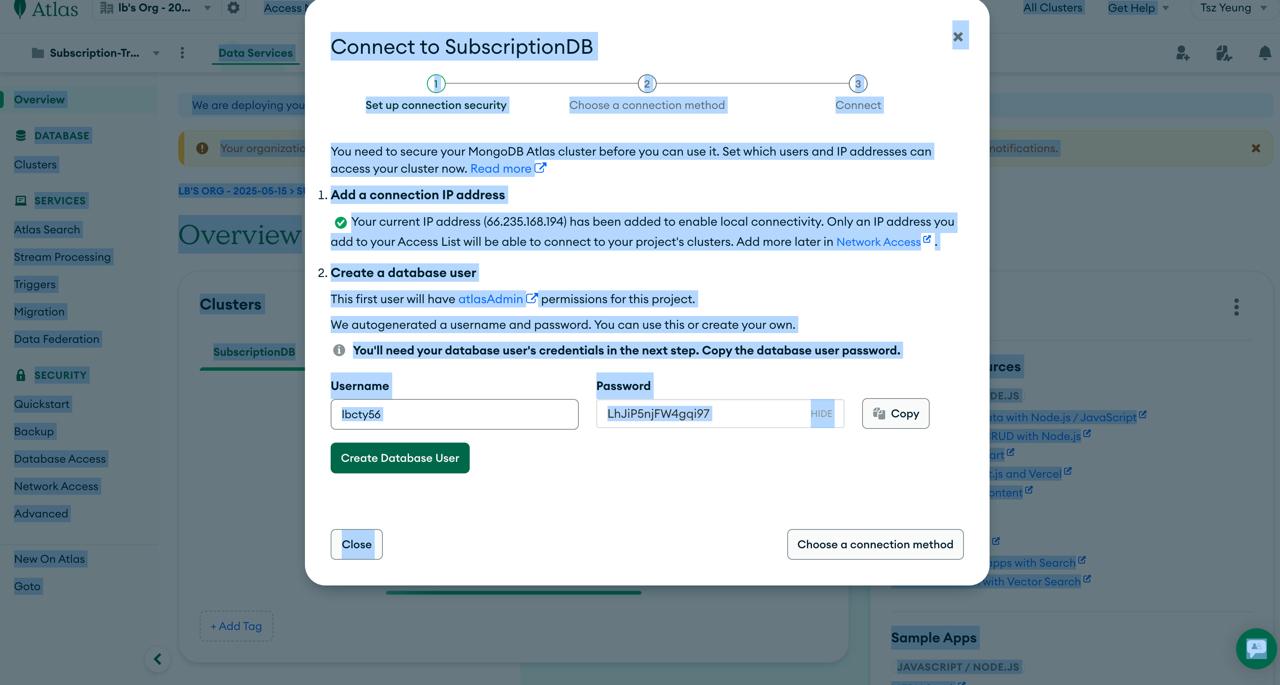 Atlas
lb's Org - 20...
Access
All Clusters
Get Help
Tsz Yeung
Subscription-Tr...
Data Services
Overview
DATABASE
Clusters
SERVICES
Atlas Search
Stream Processing
Triggers
Migration
Data Federation
SECURITY
Quickstart
Backup
Database Access
Network Access
Advanced
New On Atlas
Goto
We are deploying you
Your organizatio
notifications.
LB'S ORG - 2025-05-15 > S
Overview
Clusters
SubscriptionDB
+ Add Tag
Connect to SubscriptionDB
1
2
3
Set up connection security
Choose a connection method
Connect
You need to secure your MongoDB Atlas cluster before you can use it. Set which users and IP addresses can
access your cluster now. Read more
1. Add a connection IP address
Your current IP address (66.235.168.194) has been added to enable local connectivity. Only an IP address you
add to your Access List will be able to connect to your project's clusters. Add more later in Network Access .
2. Create a database user
This first user will have atlasAdmin permissions for this project.
We autogenerated a username and password. You can use this or create your own.
You'll need your database user's credentials in the next step. Copy the database user password.
Username
Password
lbcty56
LhJiP5njFW4gqi97
HIDE
Copy
Create Database User
Close
Choose a connection method
urces
DE.JS
ata with Node.js / JavaScript
RUD with Node.js
art
t.js and Vercel
ontent
apps with Search
with Vector Search
Sample Apps
JAVASCRIPT / NODE.JS